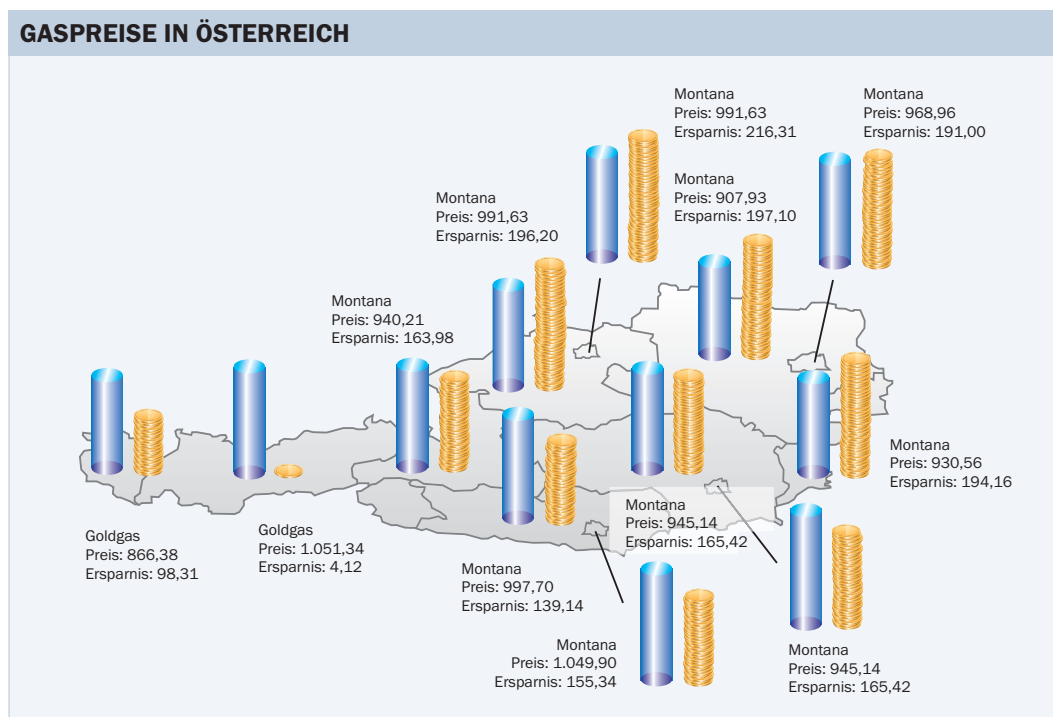 GASPREISE IN ÖSTERREICH
Montana
Preis: 991,63
Ersparnis: 216,31
Montana
Preis: 968,96
Ersparnis: 191,00
Montana
Preis: 907,93
Ersparnis: 197,10
Montana
Preis: 991,63
Ersparnis: 196,20
Montana
Preis: 940,21
Ersparnis: 163,98
Montana
Preis: 930,56
Ersparnis: 194,16
Montana
Preis: 945,14
Ersparnis: 165,42
Goldgas
Preis: 866,38
Ersparnis: 98,31
Goldgas
Preis: 1.051,34
Ersparnis: 4,12
Montana
Preis: 997,70
Ersparnis: 139,14
Montana
Preis: 1.049,90
Ersparnis: 155,34
Montana
Preis: 945,14
Ersparnis: 165,42